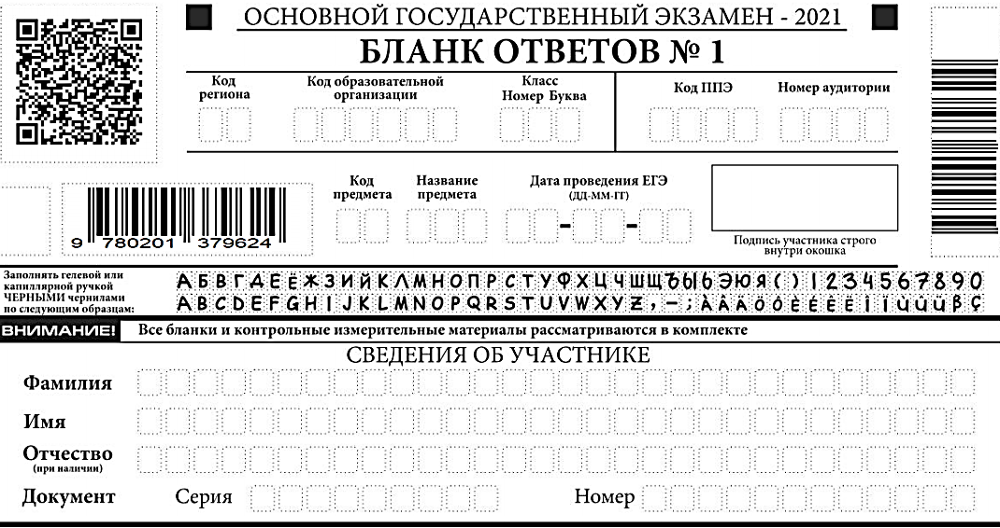 ОСНОВНОЙ ГОСУДАРСТВЕННЫЙ ЭКЗАМЕН - 2021
БЛАНК ОТВЕТОВ № 1
Код региона
Код образовательной организации
Класс
Номер Буква
Код ППЭ
Номер аудитории
9 780201 379624
Код предмета
Название предмета
Дата проведения ЕГЭ
(ДД-ММ-ГГ)
- -
Подпись участника строго
внутри окошка
Заполнять гелевой или
капиллярной ручкой
ЧЕРНЫМИ чернилами
по следующим образцам:
АБВГДЕЁЖЗИЙКЛМНОПРСТУФХЦЧШЩЪЫЬЭЮЯ()1234567890
ABCDEFGHIJKLMNOPQRSTUVWXYZ,-;ÀÂÄÖÔÈÉÊËÎÏÙÛÜßÇ
ВНИМАНИЕ!
Все бланки и контрольные измерительные материалы рассматриваются в комплекте
СВЕДЕНИЯ ОБ УЧАСТНИКЕ
Фамилия
Имя
Отчество
(при наличии)
Документ Серия Номер